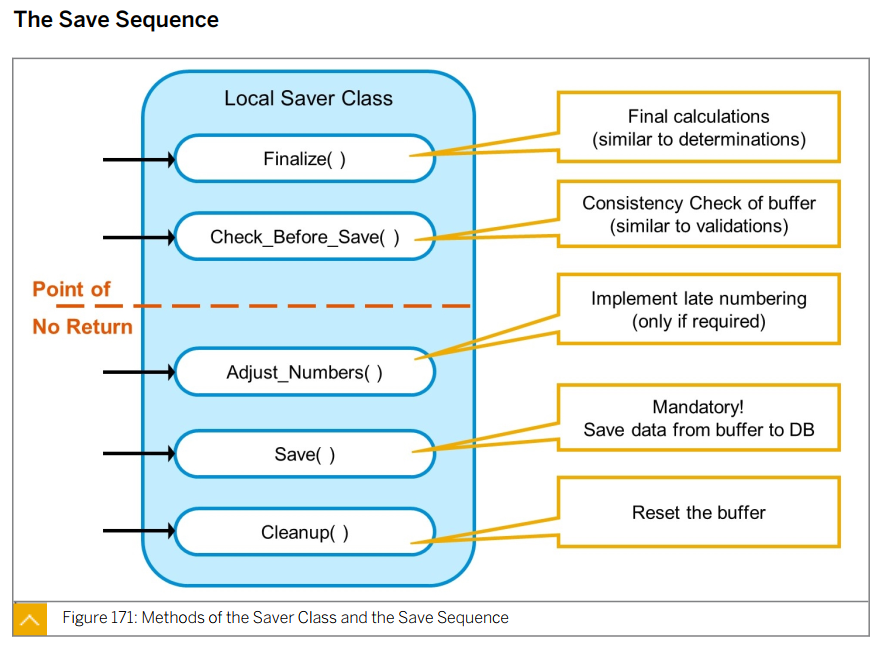 The Save Sequence
Local Saver Class
Finalize( )
Final calculations
(similar to determinations)
Check_Before_Save( )
Consistency Check of buffer
(similar to validations)
Point of
No Return
Adjust_Numbers( )
Implement late numbering
(only if required)
Save( )
Mandatory!
Save data from buffer to DB
Cleanup( )
Reset the buffer
Figure 171: Methods of the Saver Class and the Save Sequence